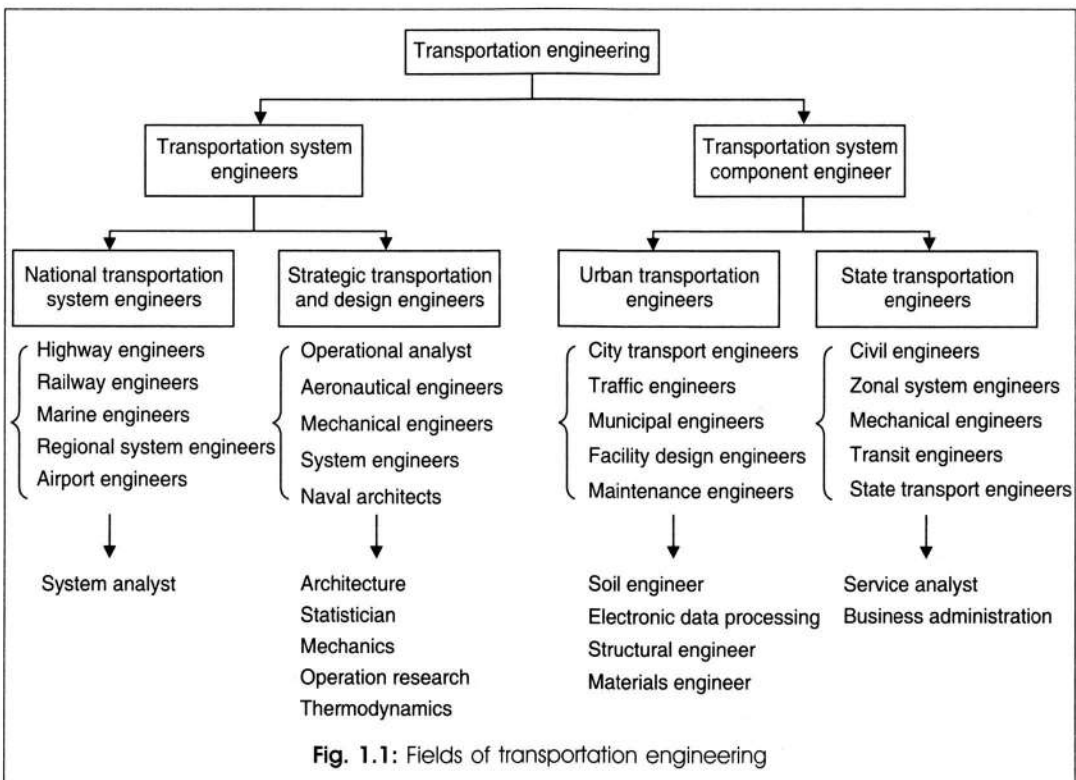 Transportation engineering
Transportation system
engineers
Transportation system
component engineer
National transportation
system engineers
Strategic transportation
and design engineers
Urban transportation
engineers
State transportation
engineers
Highway engineers
Railway engineers
Marine engineers
Regional system engineers
Airport engineers
Operational analyst
Aeronautical engineers
Mechanical engineers
System engineers
Naval architects
City transport engineers
Traffic engineers
Municipal engineers
Facility design engineers
Maintenance engineers
Civil engineers
Zonal system engineers
Mechanical engineers
Transit engineers
State transport engineers
System analyst
Architecture
Statistician
Mechanics
Operation research
Thermodynamics
Soil engineer
Electronic data processing
Structural engineer
Materials engineer
Service analyst
Business administration
Fig. 1.1: Fields of transportation engineering